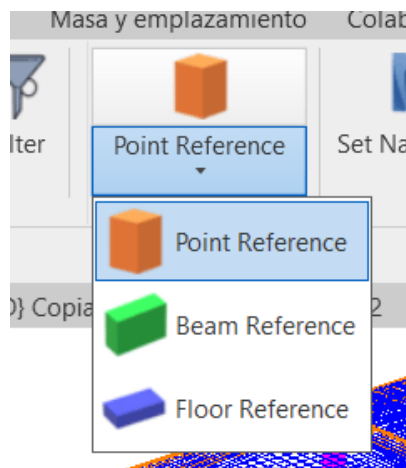 Masa y emplazamiento Colab
lter Point Reference Set Na
Point Reference
} Copia 2
Beam Reference
Floor Reference